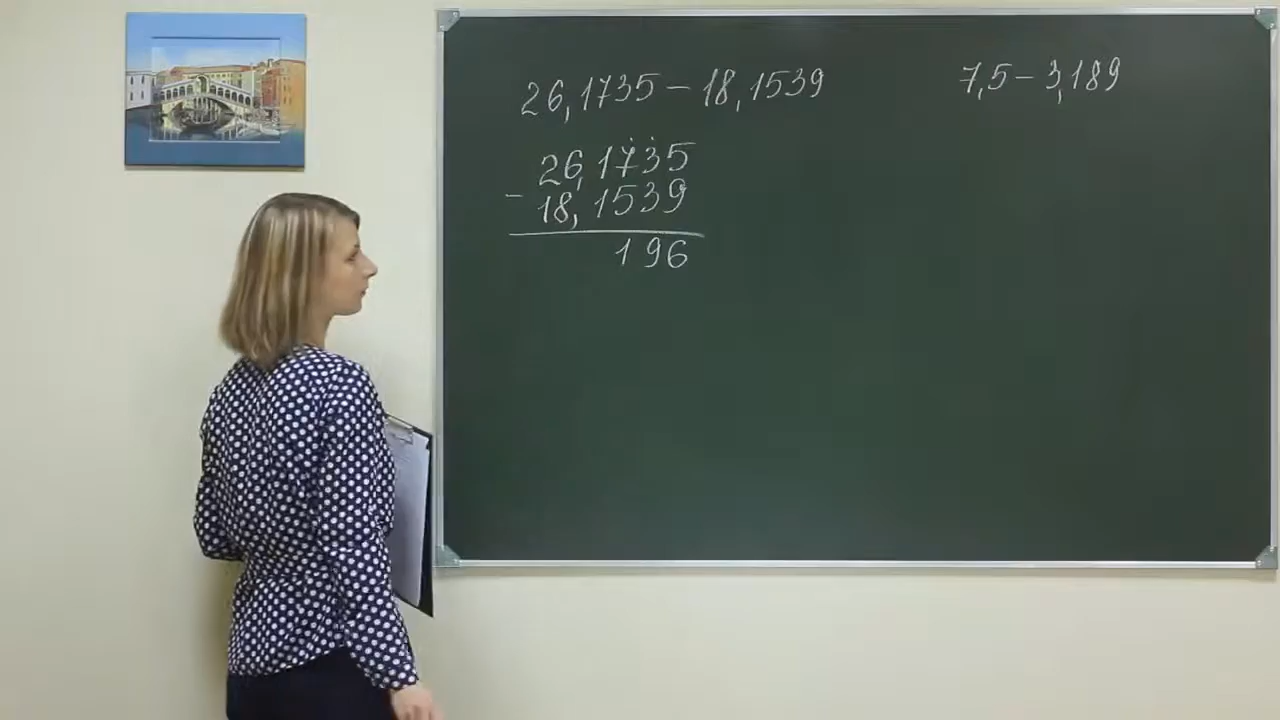 26,1735 - 18,1539
26,1735
- 18,1539
196
7,5 - 3,189